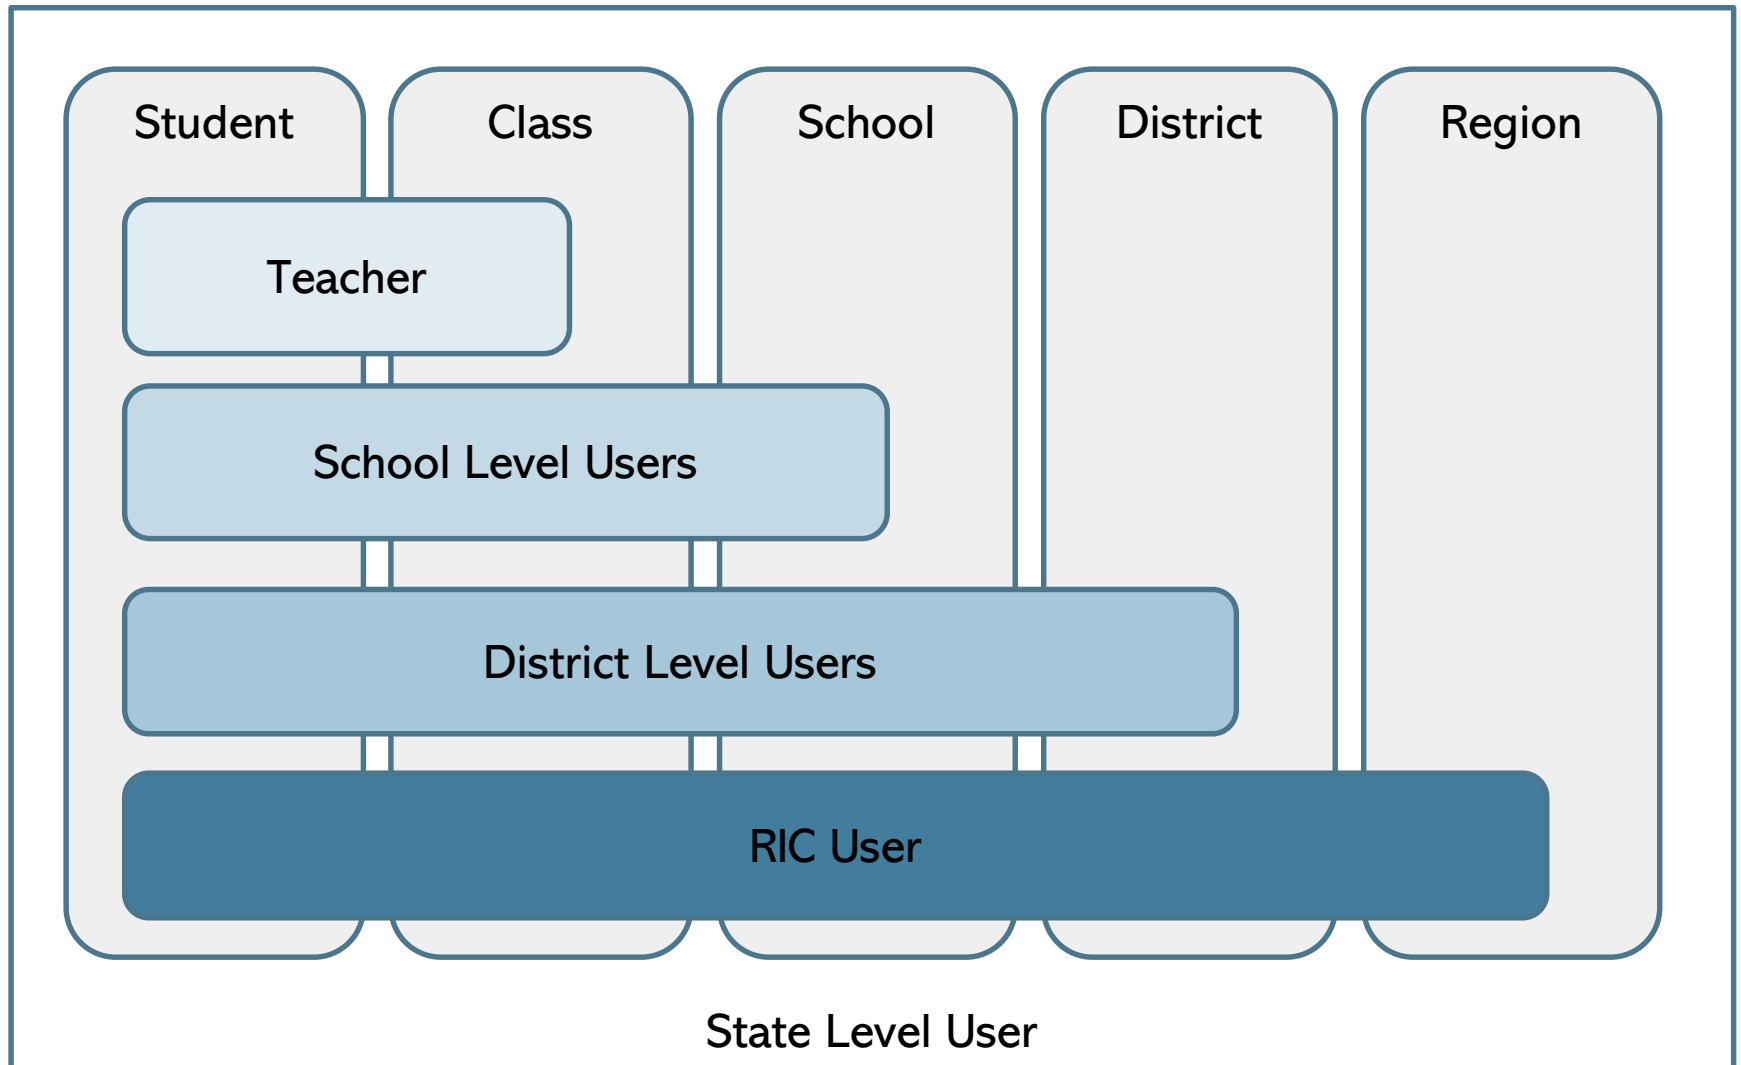 Student
Class
School
District
Region
Teacher
School Level Users
District Level Users
RIC User
State Level User